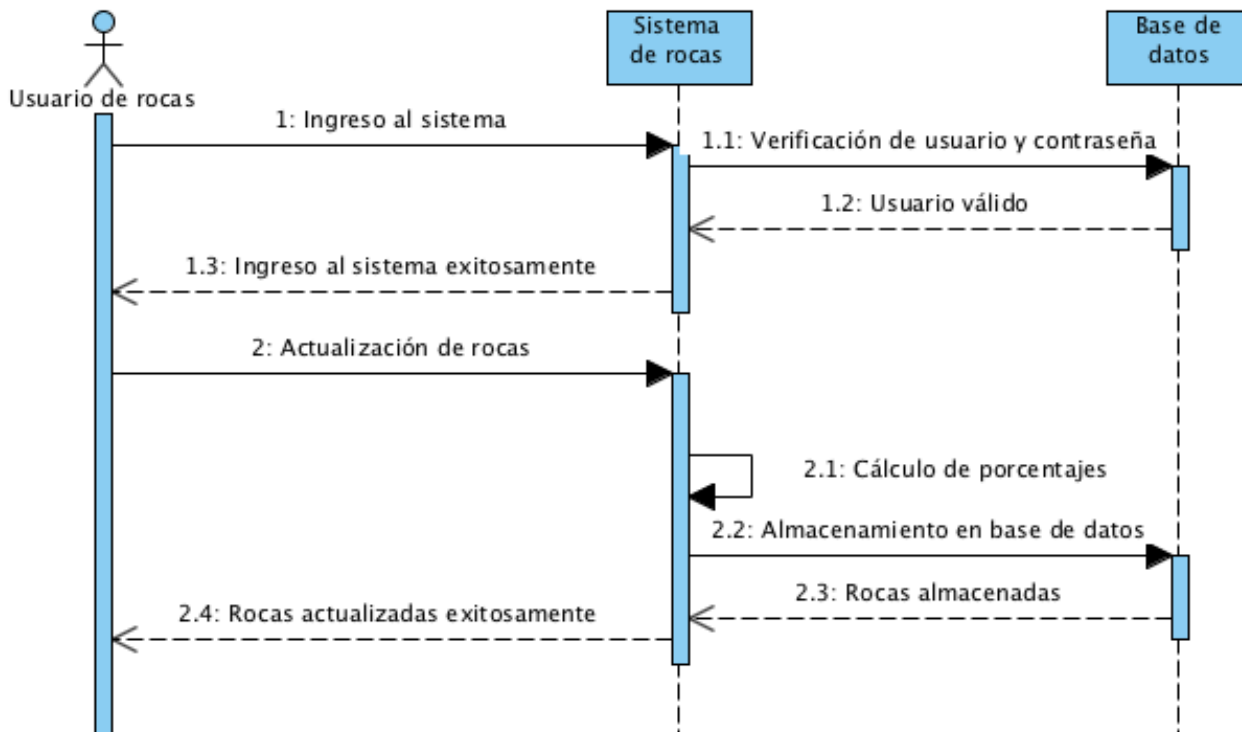 Sistema
de rocas
Base de
datos
Usuario de rocas
1: Ingreso al sistema
1.1: Verificación de usuario y contraseña
1.2: Usuario válido
1.3: Ingreso al sistema exitosamente
2: Actualización de rocas
2.1: Cálculo de porcentajes
2.2: Almacenamiento en base de datos
2.3: Rocas almacenadas
2.4: Rocas actualizadas exitosamente